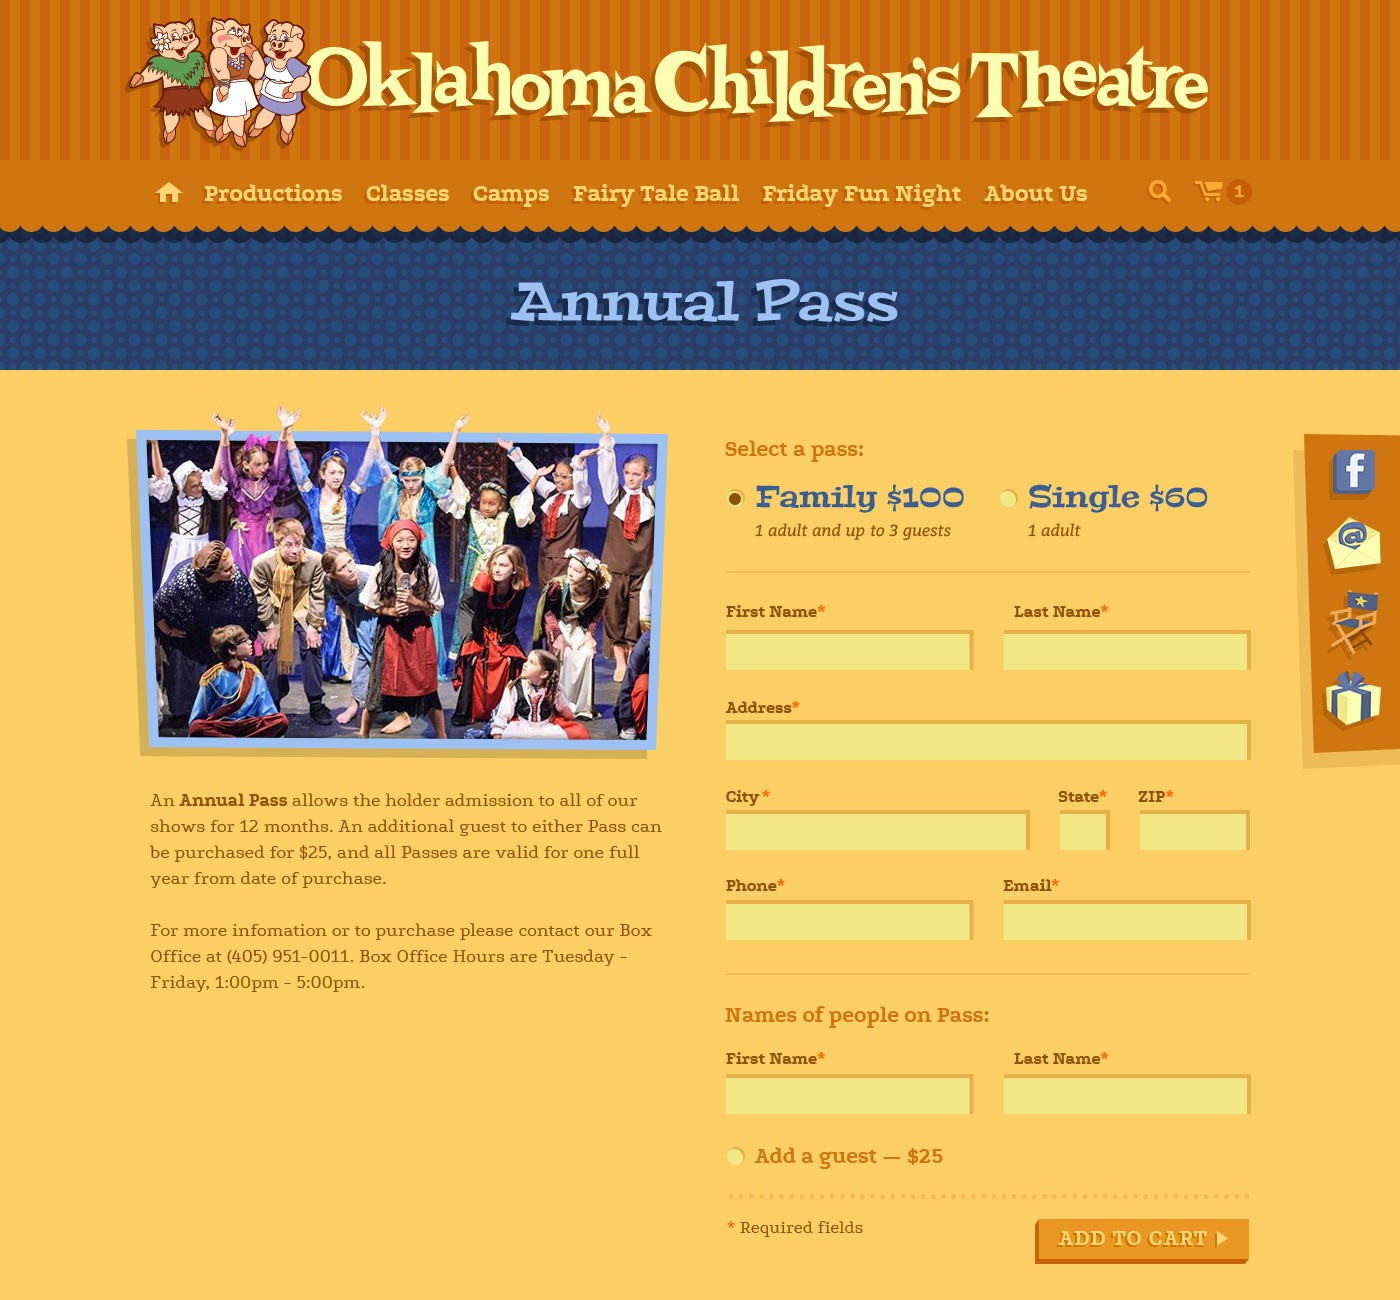 Oklahoma Children's Theatre
Productions Classes Camps Fairy Tale Ball Friday Fun Night About Us 1
Annual Pass
Select a pass:
Family $100 Single $60
1 adult and up to 3 guests 1 adult
First Name* Last Name*
Address*
City* State* ZIP*
Phone* Email*
Names of people on Pass:
First Name* Last Name*
Add a guest — $25
* Required fields
ADD TO CART
An Annual Pass allows the holder admission to all of our
shows for 12 months. An additional guest to either Pass can
be purchased for $25, and all Passes are valid for one full
year from date of purchase.
For more infomation or to purchase please contact our Box
Office at (405) 951-0011. Box Office Hours are Tuesday -
Friday, 1:00pm - 5:00pm.
f
@